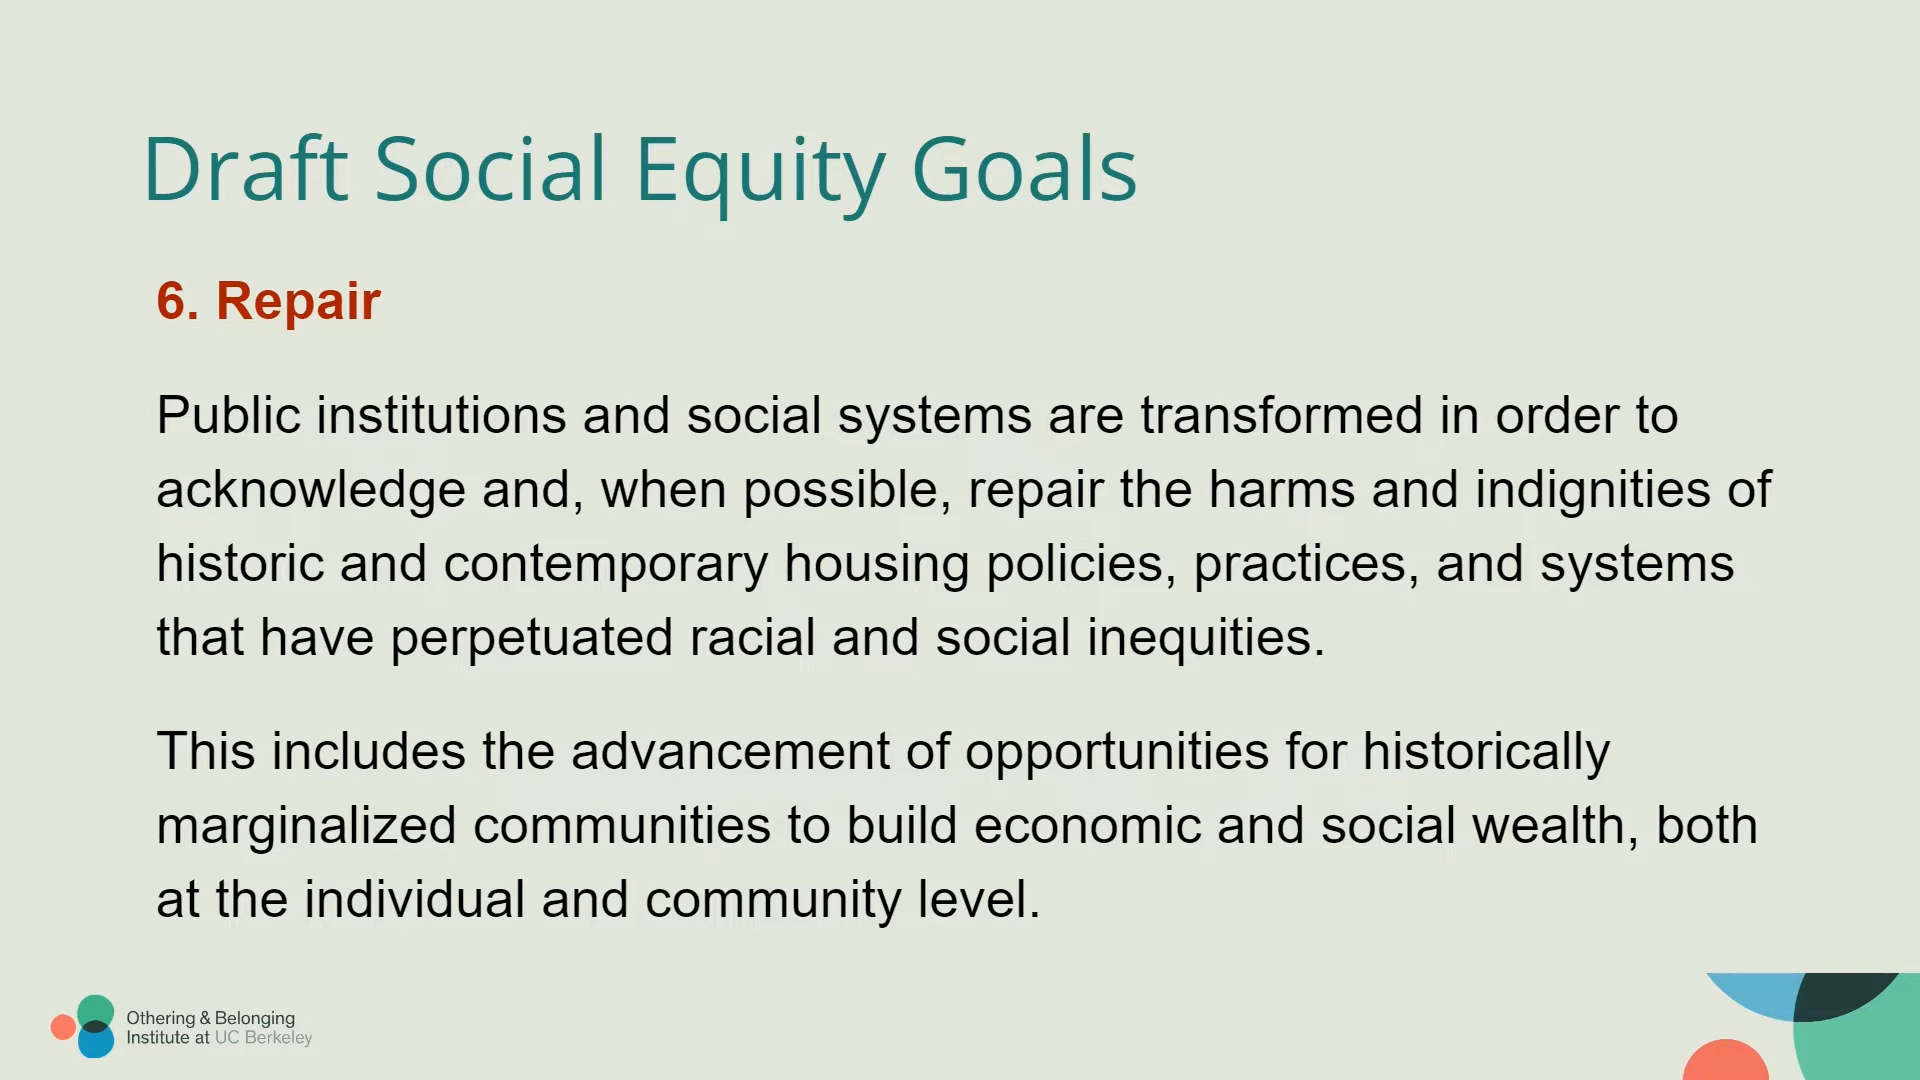 Draft Social Equity Goals
6. Repair
Public institutions and social systems are transformed in order to
acknowledge and, when possible, repair the harms and indignities of
historic and contemporary housing policies, practices, and systems
that have perpetuated racial and social inequities.
This includes the advancement of opportunities for historically
marginalized communities to build economic and social wealth, both
at the individual and community level.
Othering & Belonging
Institute at UC Berkeley